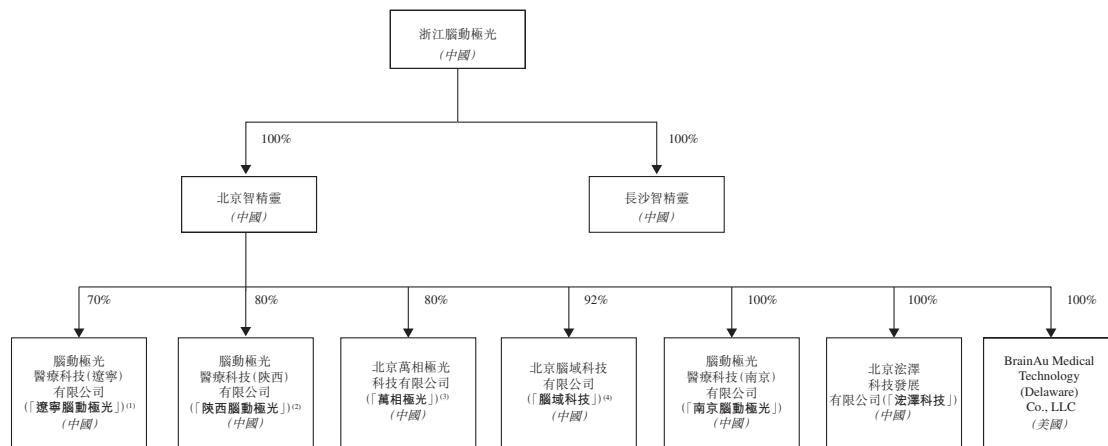 浙江腦動極光
(中國)
100%
100%
北京智精靈
(中國)
長沙智精靈
(中國)
70%
80%
80%
92%
100%
100%
100%
腦動極光
醫療科技(遼寧)
有限公司
(「遼寧腦動極光」)(1)
(中國)
腦動極光
醫療科技(陝西)
有限公司
(「陝西腦動極光」)(2)
(中國)
北京萬相極光
科技有限公司
(「萬相極光」)(3)
(中國)
北京腦域科技
有限公司
(「腦域科技」)(4)
(中國)
腦動極光
醫療科技(南京)
有限公司
(「南京腦動極光」)
(中國)
北京浤澤
科技發展
有限公司(「浤澤科技」)
(中國)
BrainAu Medical
Technology
(Delaware)
Co., LLC
(美國)